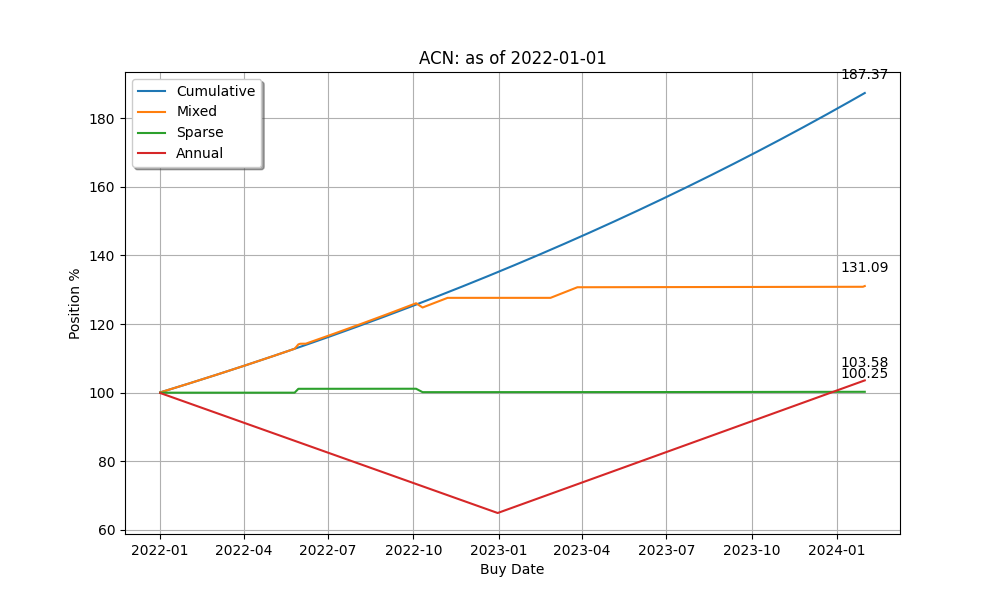 ACN: as of 2022-01-01
187.37
Cumulative
Mixed
Sparse
Annual
180
160
140
120
100
80
60
131.09
103.58
100.25
Position %
2022-01
2022-04
2022-07
2022-10
2023-01
2023-04
2023-07
2023-10
2024-01
Buy Date